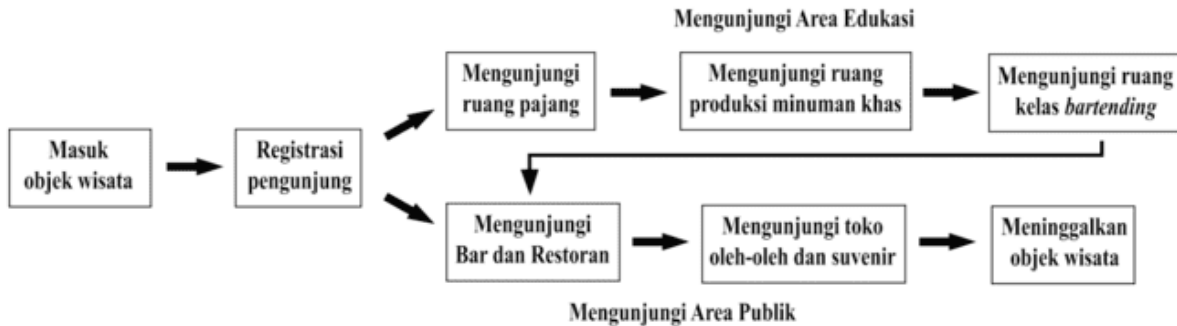 Mengunjungi Area Edukasi
Mengunjungi
ruang pajang
Mengunjungi ruang
produksi minuman khas
Mengunjungi ruang
kelas bartending
Masuk
objek wisata
Registrasi
pengunjung
Mengunjungi
Bar dan Restoran
Mengunjungi toko
oleh-oleh dan suvenir
Meninggalkan
objek wisata
Mengunjungi Area Publik